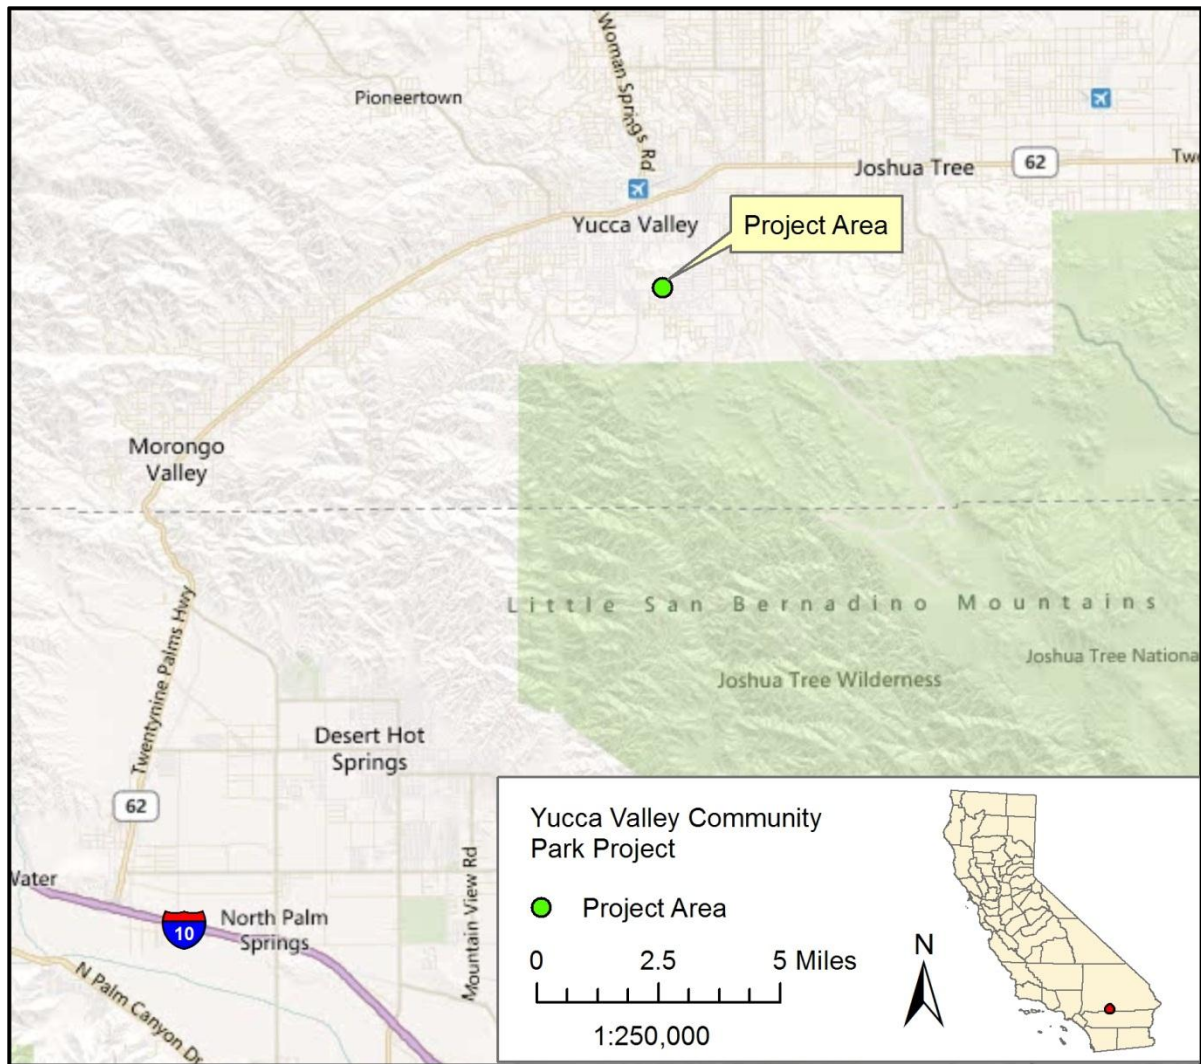 Woman Springs Rd
Pioneertown
Joshua Tree
62
Twe
Yucca Valley
Project Area
Morongo
Valley
Little San Bernadino Mountains
Joshua Tree Nationa
Joshua Tree Wilderness
Twentynine Palms Hwy
Desert Hot
Springs
62
Mountain View Rd
Water
10
North Palm
Springs
N Palm Canyon Dr
Yucca Valley Community
Park Project
Project Area
0 2.5 5 Miles
1:250,000
N